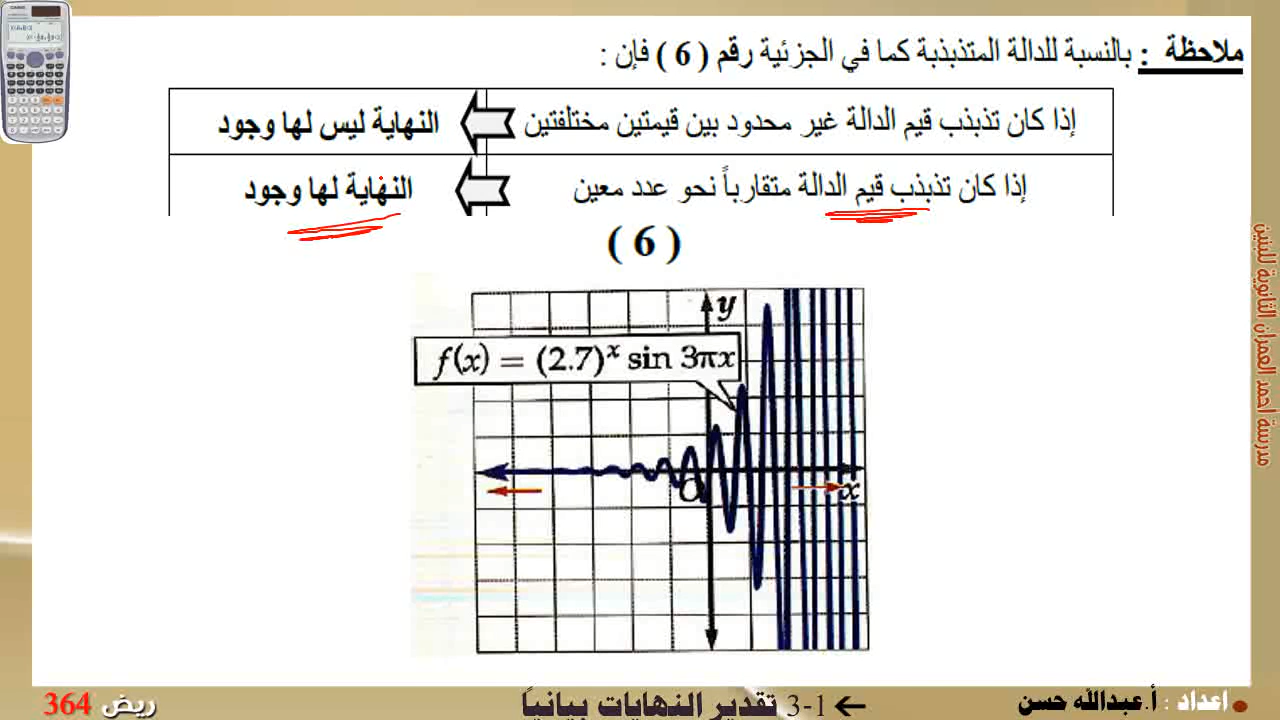 ملاحظة : بالنسبة للدالة المتذبذبة كما في الجزئية رقم ( 6 ) فإن :
إذا كان تذبذب قيم الدالة غير محدود بين قيمتين مختلفتين
النهاية ليس لها وجود
إذا كان تذبذب قيم الدالة متقارباً نحو عدد معين
النهاية لها وجود
( 6 )
y
f(x) = (2.7)ˣ sin 3πx
O
x
مدرسة أحمد العمران الثانوية للبنين
اعداد : أ.عبدالله حسن
3-1 تقدير النهايات بيانياً
ريض 364